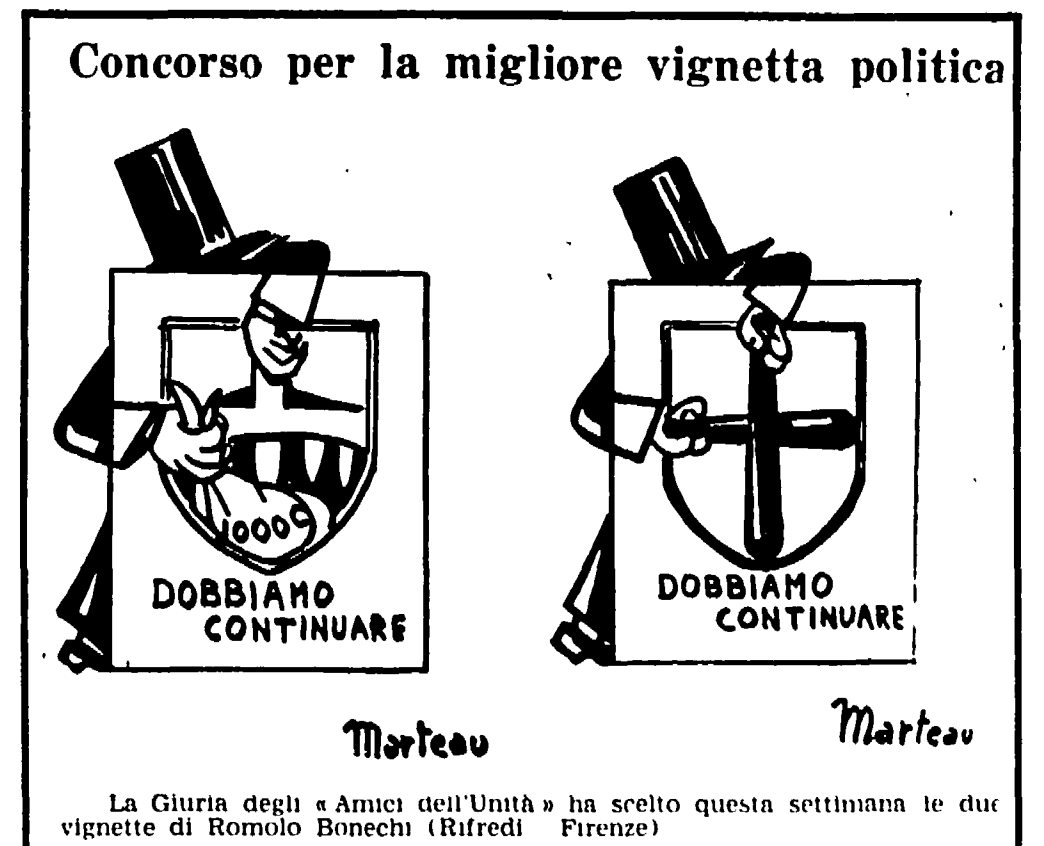 Concorso per la migliore vignetta politica
1000
DOBBIAMO
CONTINUARE
Marteau
DOBBIAMO
CONTINUARE
Marteau
La Giuria degli « Amici dell'Unità » ha scelto questa settimana le due
vignette di Romolo Bonechi (Rifredi Firenze)